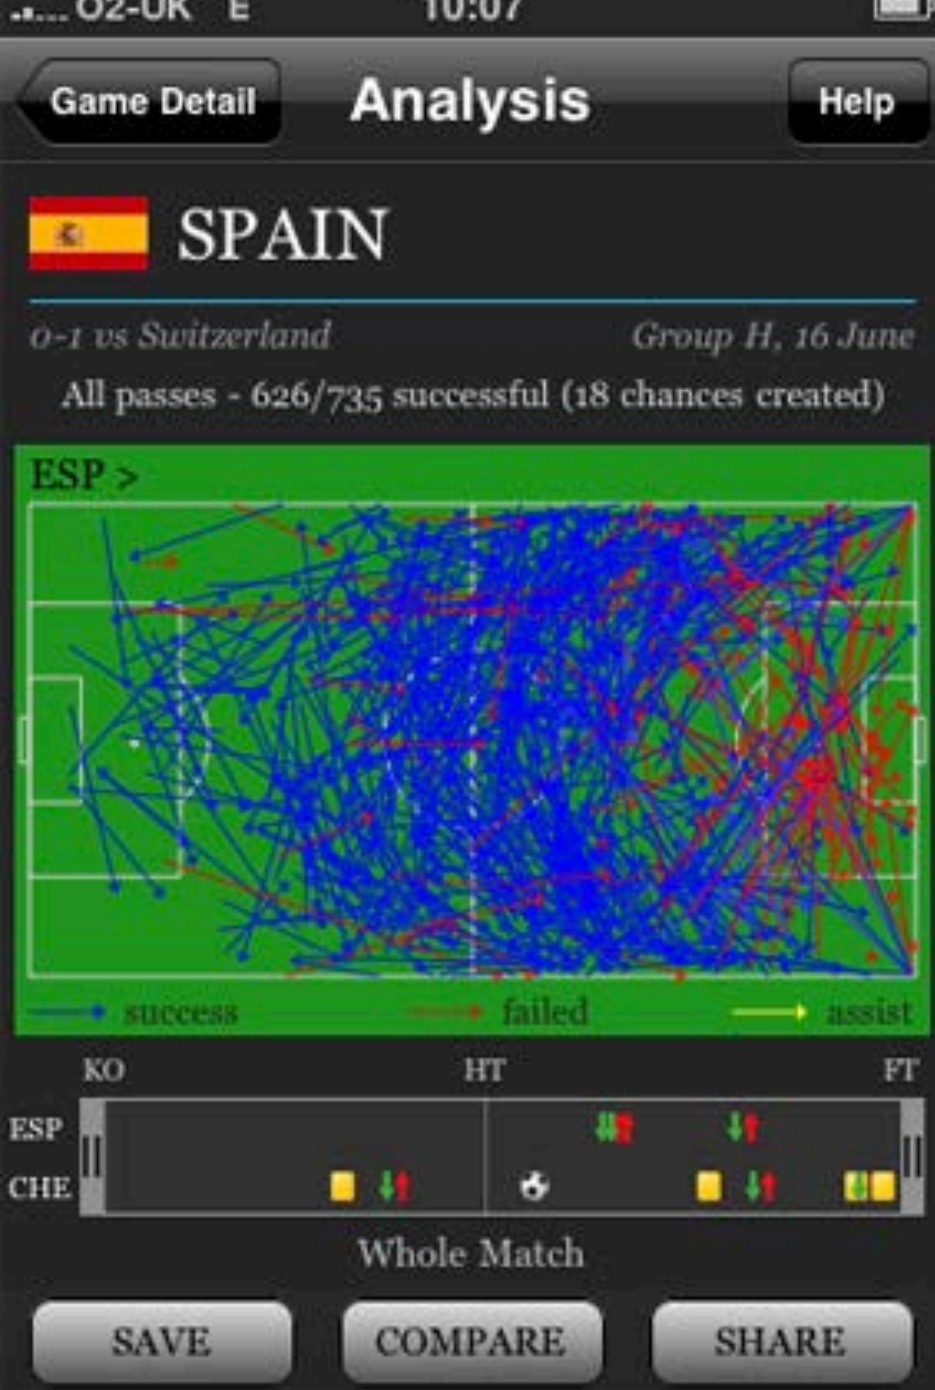 O2-UK E 10:07
Game Detail Analysis Help
SPAIN
0-1 vs Switzerland Group H, 16 June
All passes - 626/735 successful (18 chances created)
ESP >
success failed assist
KO HT FT
ESP
CHE
Whole Match
SAVE COMPARE SHARE